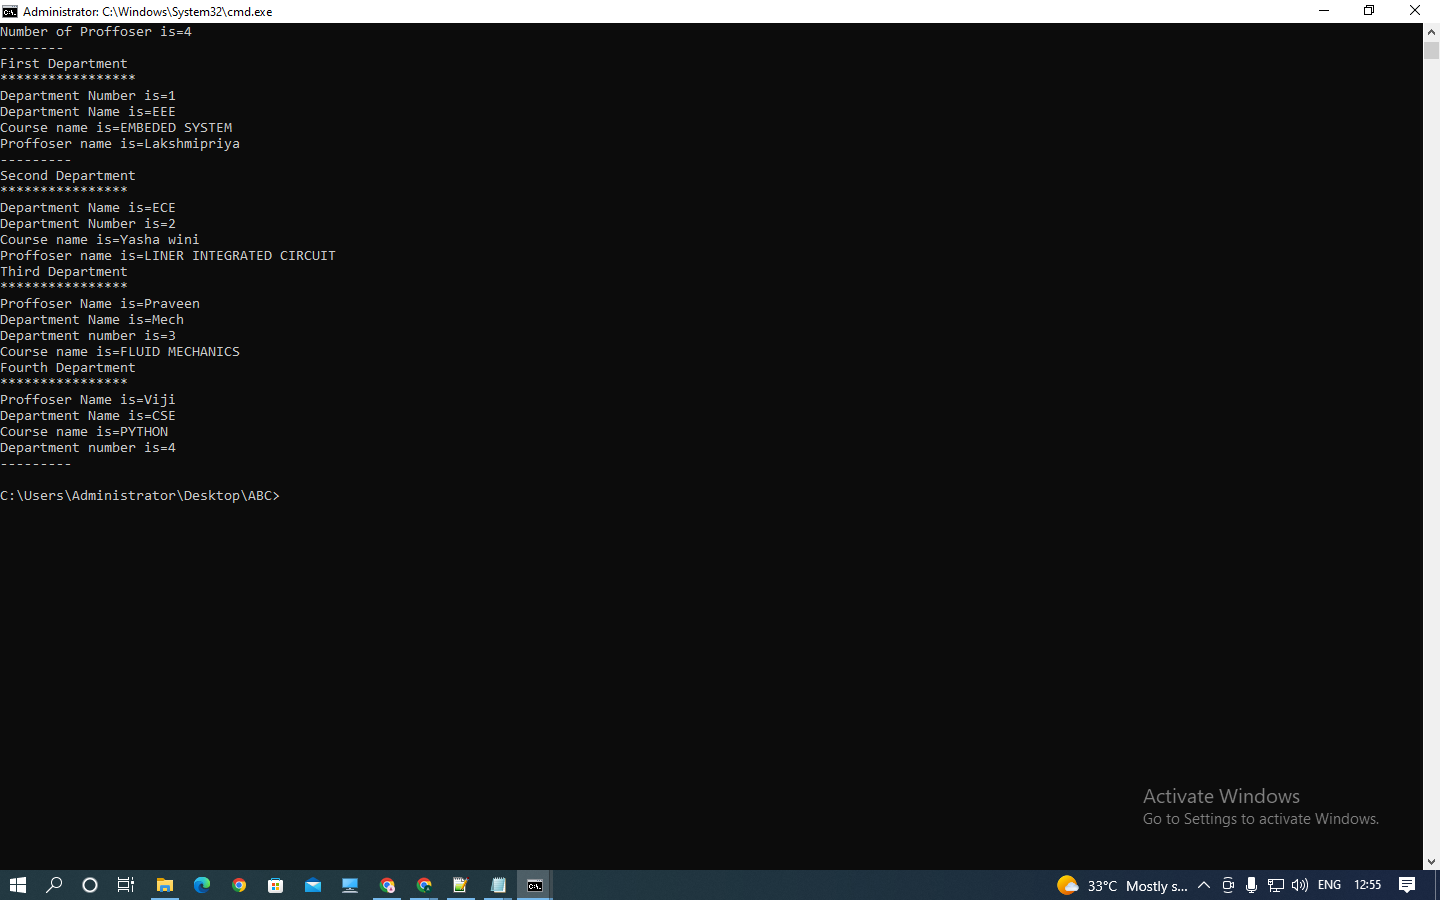 Administrator: C:\Windows\System32\cmd.exe
Number of Proffoser is=4
--------
First Department
*****************
Department Number is=1
Department Name is=EEE
Course name is=EMBEDED SYSTEM
Proffoser name is=Lakshmipriya
---------
Second Department
****************
Department Name is=ECE
Department Number is=2
Course name is=Yasha wini
Proffoser name is=LINER INTEGRATED CIRCUIT
Third Department
****************
Proffoser Name is=Praveen
Department Name is=Mech
Department number is=3
Course name is=FLUID MECHANICS
Fourth Department
****************
Proffoser Name is=Viji
Department Name is=CSE
Course name is=PYTHON
Department number is=4
---------
C:\Users\Administrator\Desktop\ABC>
Activate Windows
Go to Settings to activate Windows.
33°C Mostly s... ENG 12:55